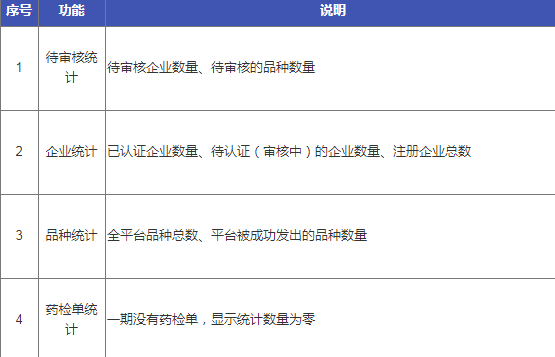 序号 功能 说明
1 待审核统计 待审核企业数量、待审核的品种数量
2 企业统计 已认证企业数量、待认证（审核中）的企业数量、注册企业总数
3 品种统计 全平台品种总数、平台被成功发出的品种数量
4 药检单统计 一期没有药检单，显示统计数量为零